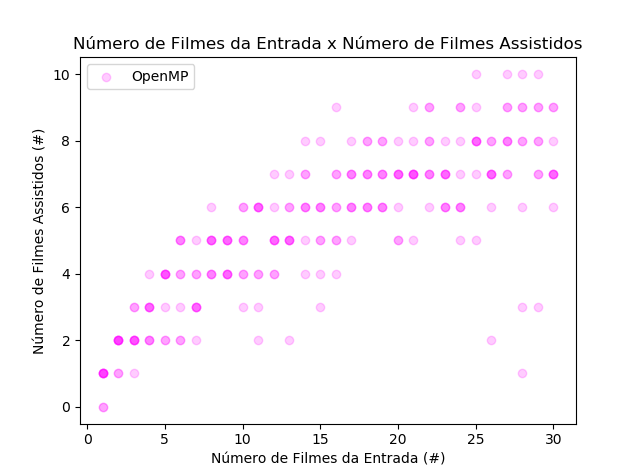 Número de Filmes da Entrada x Número de Filmes Assistidos
OpenMP
Número de Filmes Assistidos (#)
10
8
6
4
2
0
0 5 10 15 20 25 30
Número de Filmes da Entrada (#)